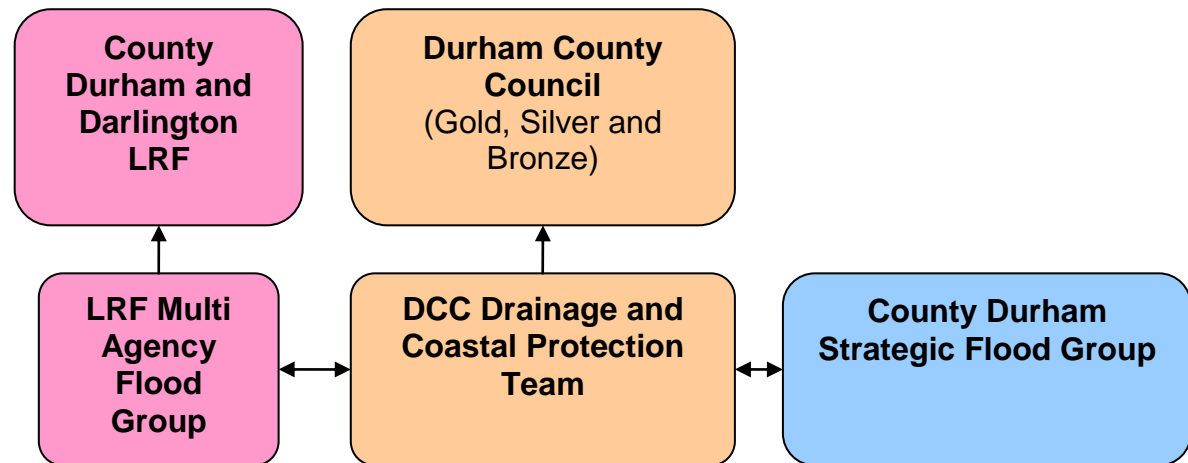 County
Durham and
Darlington
LRF
Durham County
Council
(Gold, Silver and
Bronze)
LRF Multi
Agency
Flood
Group
DCC Drainage and
Coastal Protection
Team
County Durham
Strategic Flood Group